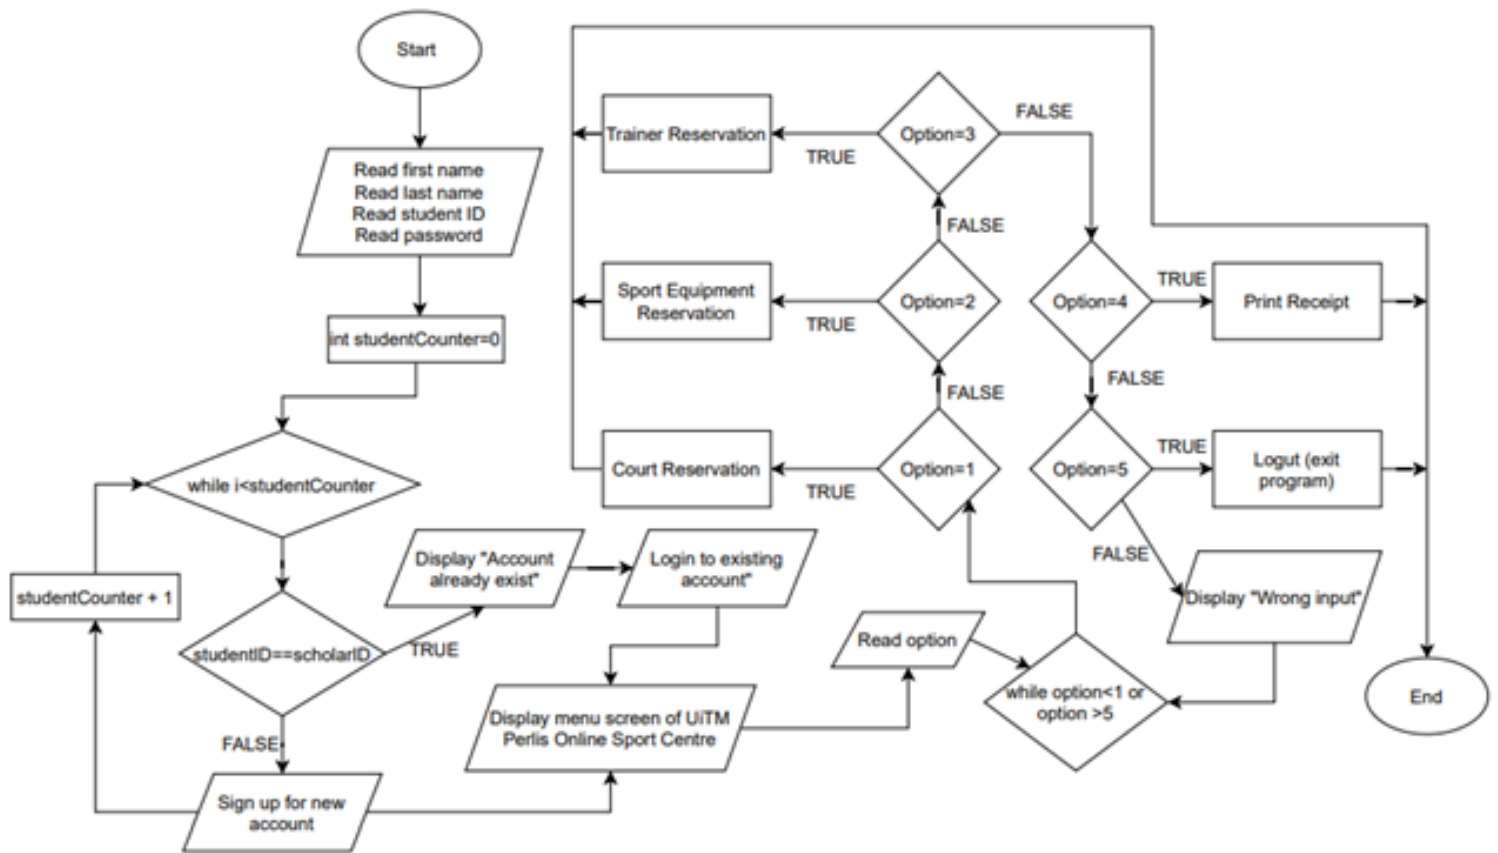 Start
Read first name
Read last name
Read student ID
Read password
int studentCounter=0
while i<studentCounter
studentCounter + 1
studentID==scholarID
TRUE
FALSE
Sign up for new
account
Display "Account
already exist"
Login to existing
account"
Display menu screen of UiTM
Perlis Online Sport Centre
Read option
while option<1 or
option >5
Option=1
TRUE
Court Reservation
FALSE
Option=2
TRUE
Sport Equipment
Reservation
FALSE
Option=3
TRUE
Trainer Reservation
FALSE
Option=4
TRUE
Print Receipt
FALSE
Option=5
TRUE
Logut (exit
program)
FALSE
Display "Wrong input"
End